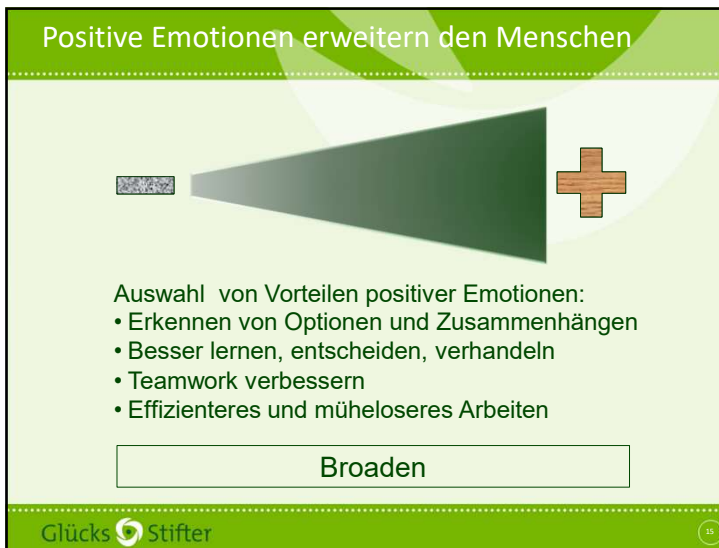 Positive Emotionen erweitern den Menschen
Auswahl von Vorteilen positiver Emotionen:
• Erkennen von Optionen und Zusammenhängen
• Besser lernen, entscheiden, verhandeln
• Teamwork verbessern
• Effizienteres und müheloseres Arbeiten
Broaden
Glücks Stifter
15